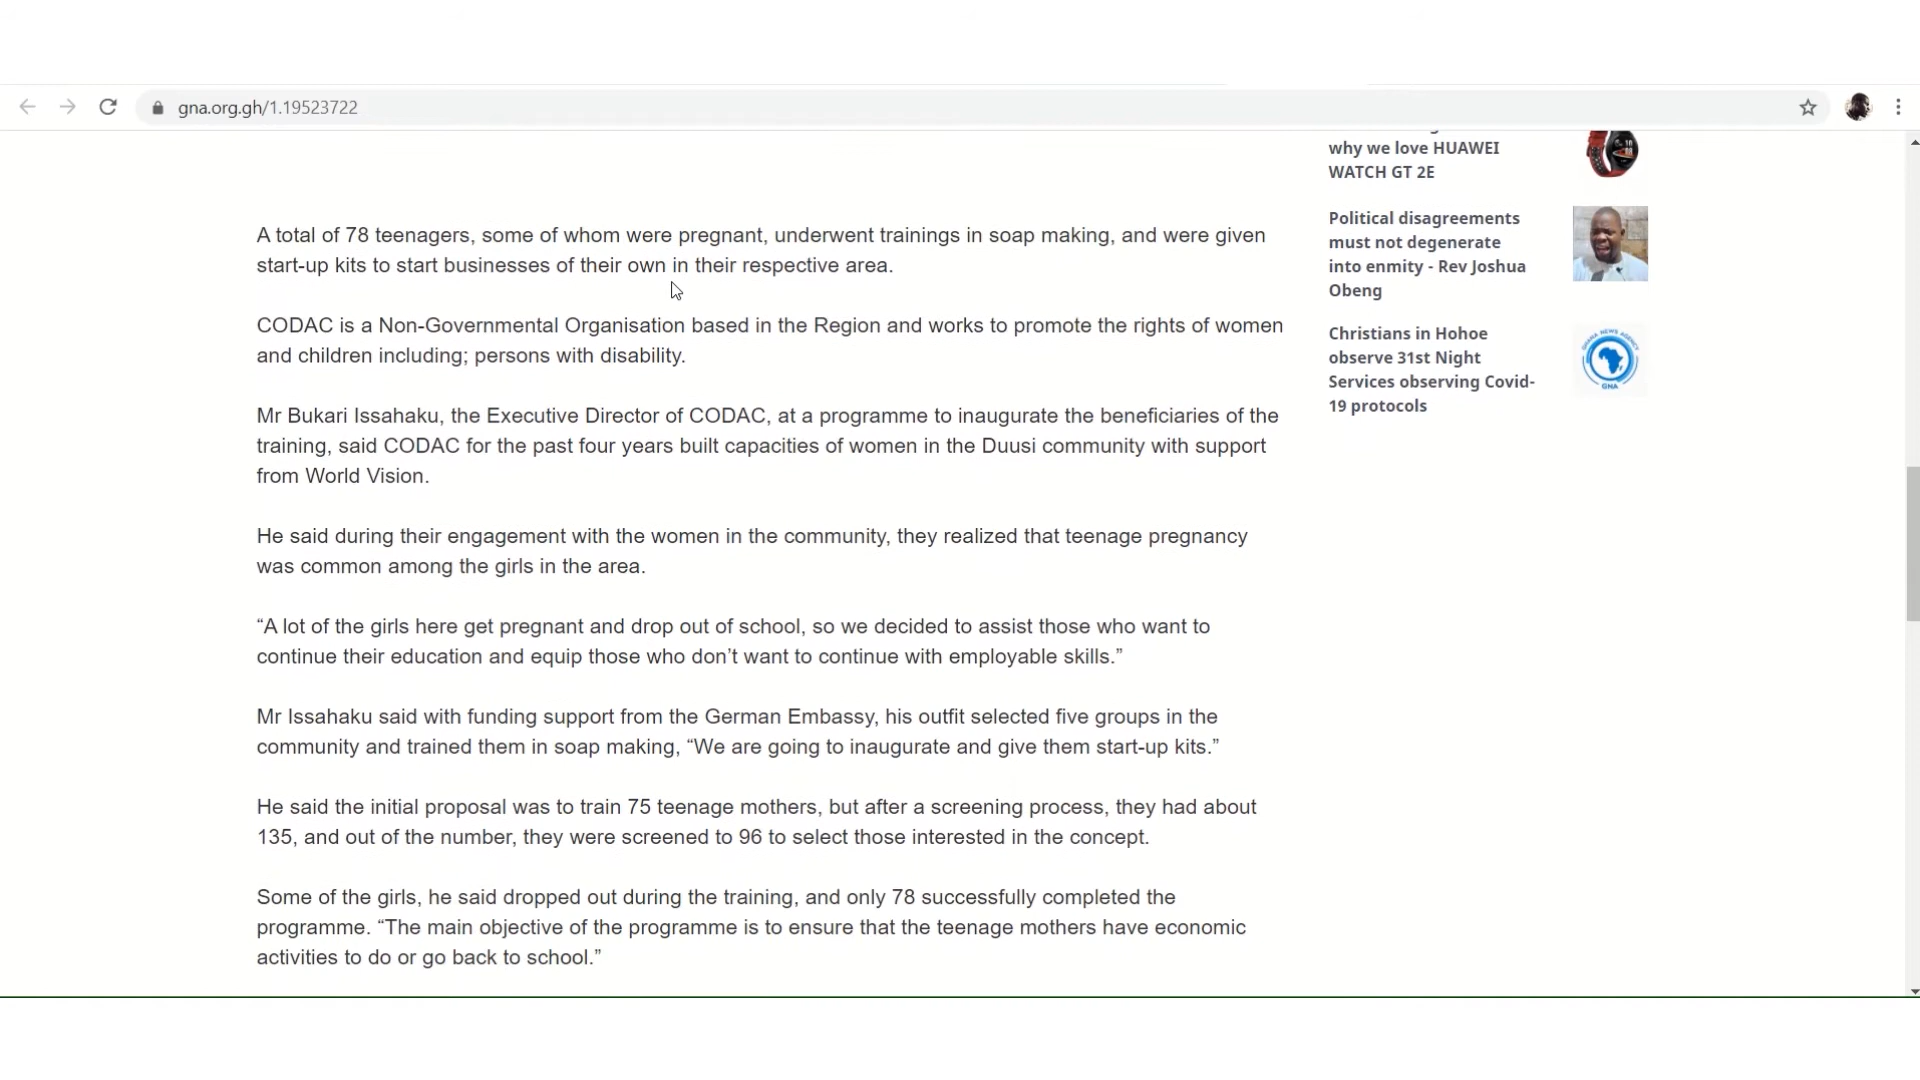 gna.org.gh/1.19523722
A total of 78 teenagers, some of whom were pregnant, underwent trainings in soap making, and were given
start-up kits to start businesses of their own in their respective area.
CODAC is a Non-Governmental Organisation based in the Region and works to promote the rights of women
and children including; persons with disability.
Mr Bukari Issahaku, the Executive Director of CODAC, at a programme to inaugurate the beneficiaries of the
training, said CODAC for the past four years built capacities of women in the Duusi community with support
from World Vision.
He said during their engagement with the women in the community, they realized that teenage pregnancy
was common among the girls in the area.
“A lot of the girls here get pregnant and drop out of school, so we decided to assist those who want to
continue their education and equip those who don’t want to continue with employable skills.”
Mr Issahaku said with funding support from the German Embassy, his outfit selected five groups in the
community and trained them in soap making, “We are going to inaugurate and give them start-up kits.”
He said the initial proposal was to train 75 teenage mothers, but after a screening process, they had about
135, and out of the number, they were screened to 96 to select those interested in the concept.
Some of the girls, he said dropped out during the training, and only 78 successfully completed the
programme. “The main objective of the programme is to ensure that the teenage mothers have economic
activities to do or go back to school.”
why we love HUAWEI
WATCH GT 2E
Political disagreements
must not degenerate
into enmity - Rev Joshua
Obeng
Christians in Hohoe
observe 31st Night
Services observing Covid-
19 protocols
GHANA NEWS AGENCY
GNA